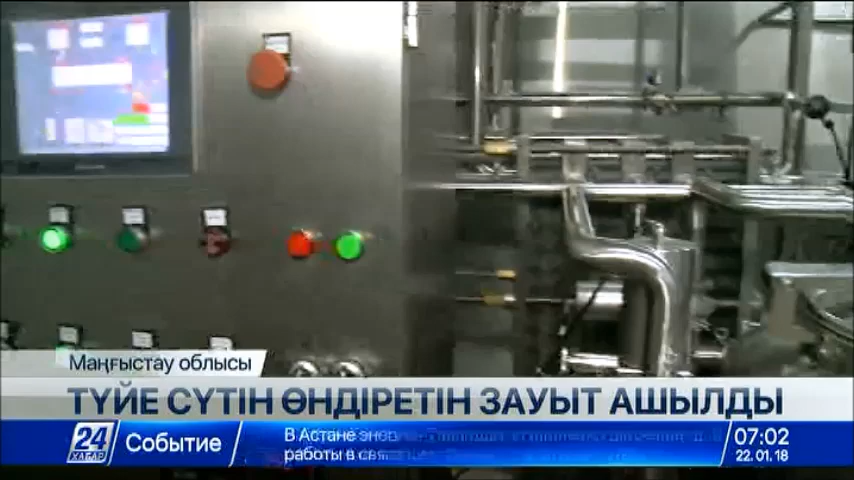 Маңғыстау облысы
ТҮЙЕ СҮТІН ӨНДІРЕТІН ЗАУЫТ АШЫЛДЫ
24
ХАБАР
Событие
В Астане
работы в
07:02
22.01.18